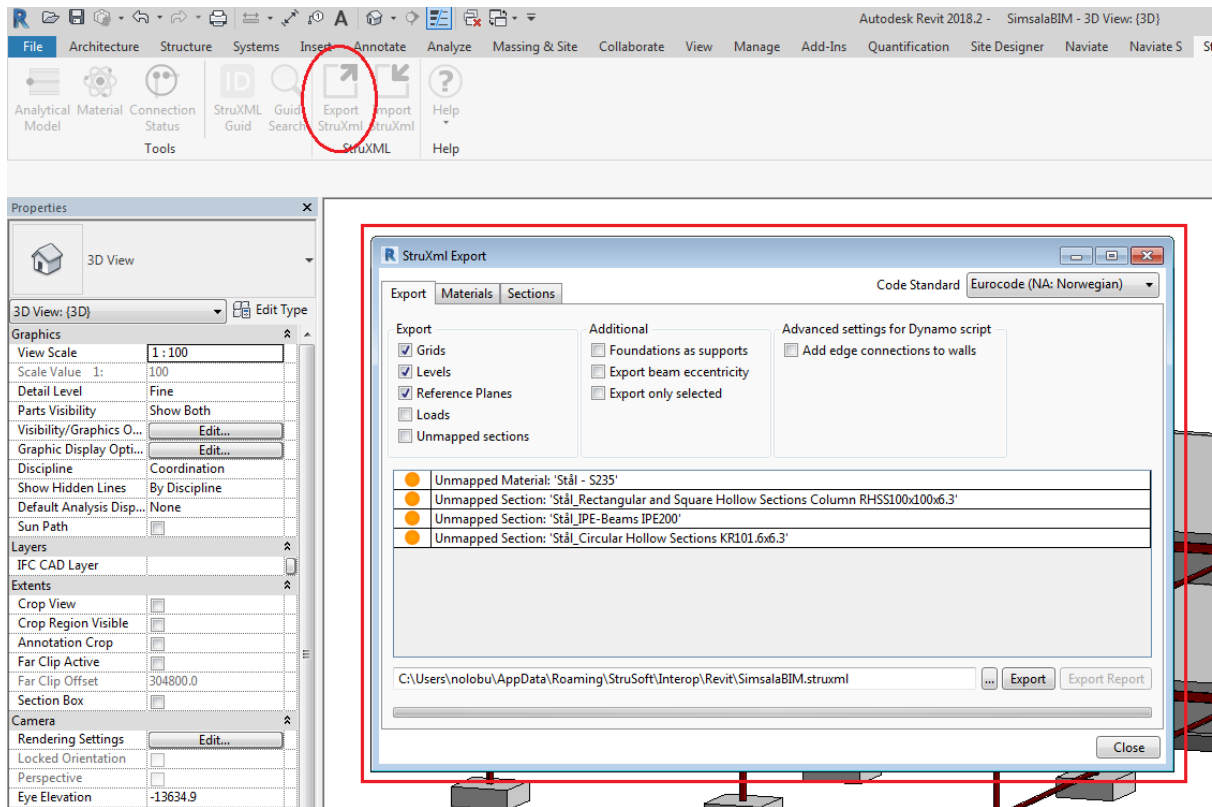 Autodesk Revit 2018.2 - SimsalaBIM - 3D View: {3D}
File Architecture Structure Systems Insert Annotate Analyze Massing & Site Collaborate View Manage Add-Ins Quantification Site Designer Naviate Naviate S St
Analytical Model
Material
Connection Status
StruXML Guid
Guid Search
Export StruXml
Import StruXml
Help
Tools
StruXML
Help
Properties
3D View
3D View: {3D}
Edit Type
Graphics
View Scale 1 : 100
Scale Value 1: 100
Detail Level Fine
Parts Visibility Show Both
Visibility/Graphics O... Edit...
Graphic Display Opti... Edit...
Discipline Coordination
Show Hidden Lines By Discipline
Default Analysis Disp... None
Sun Path
Layers
IFC CAD Layer
Extents
Crop View
Crop Region Visible
Annotation Crop
Far Clip Active
Far Clip Offset 304800.0
Section Box
Camera
Rendering Settings Edit...
Locked Orientation
Perspective
Eye Elevation -13634.9
StruXml Export
Export Materials Sections
Code Standard Eurocode (NA: Norwegian)
Export
Grids
Levels
Reference Planes
Loads
Unmapped sections
Additional
Foundations as supports
Export beam eccentricity
Export only selected
Advanced settings for Dynamo script
Add edge connections to walls
Unmapped Material: 'Stål - S235'
Unmapped Section: 'Stål_Rectangular and Square Hollow Sections Column RHSS100x100x6.3'
Unmapped Section: 'Stål_IPE-Beams IPE200'
Unmapped Section: 'Stål_Circular Hollow Sections KR101.6x6.3'
C:\Users\nolobu\AppData\Roaming\StruSoft\Interop\Revit\SimsalaBIM.struxml ... Export Export Report
Close